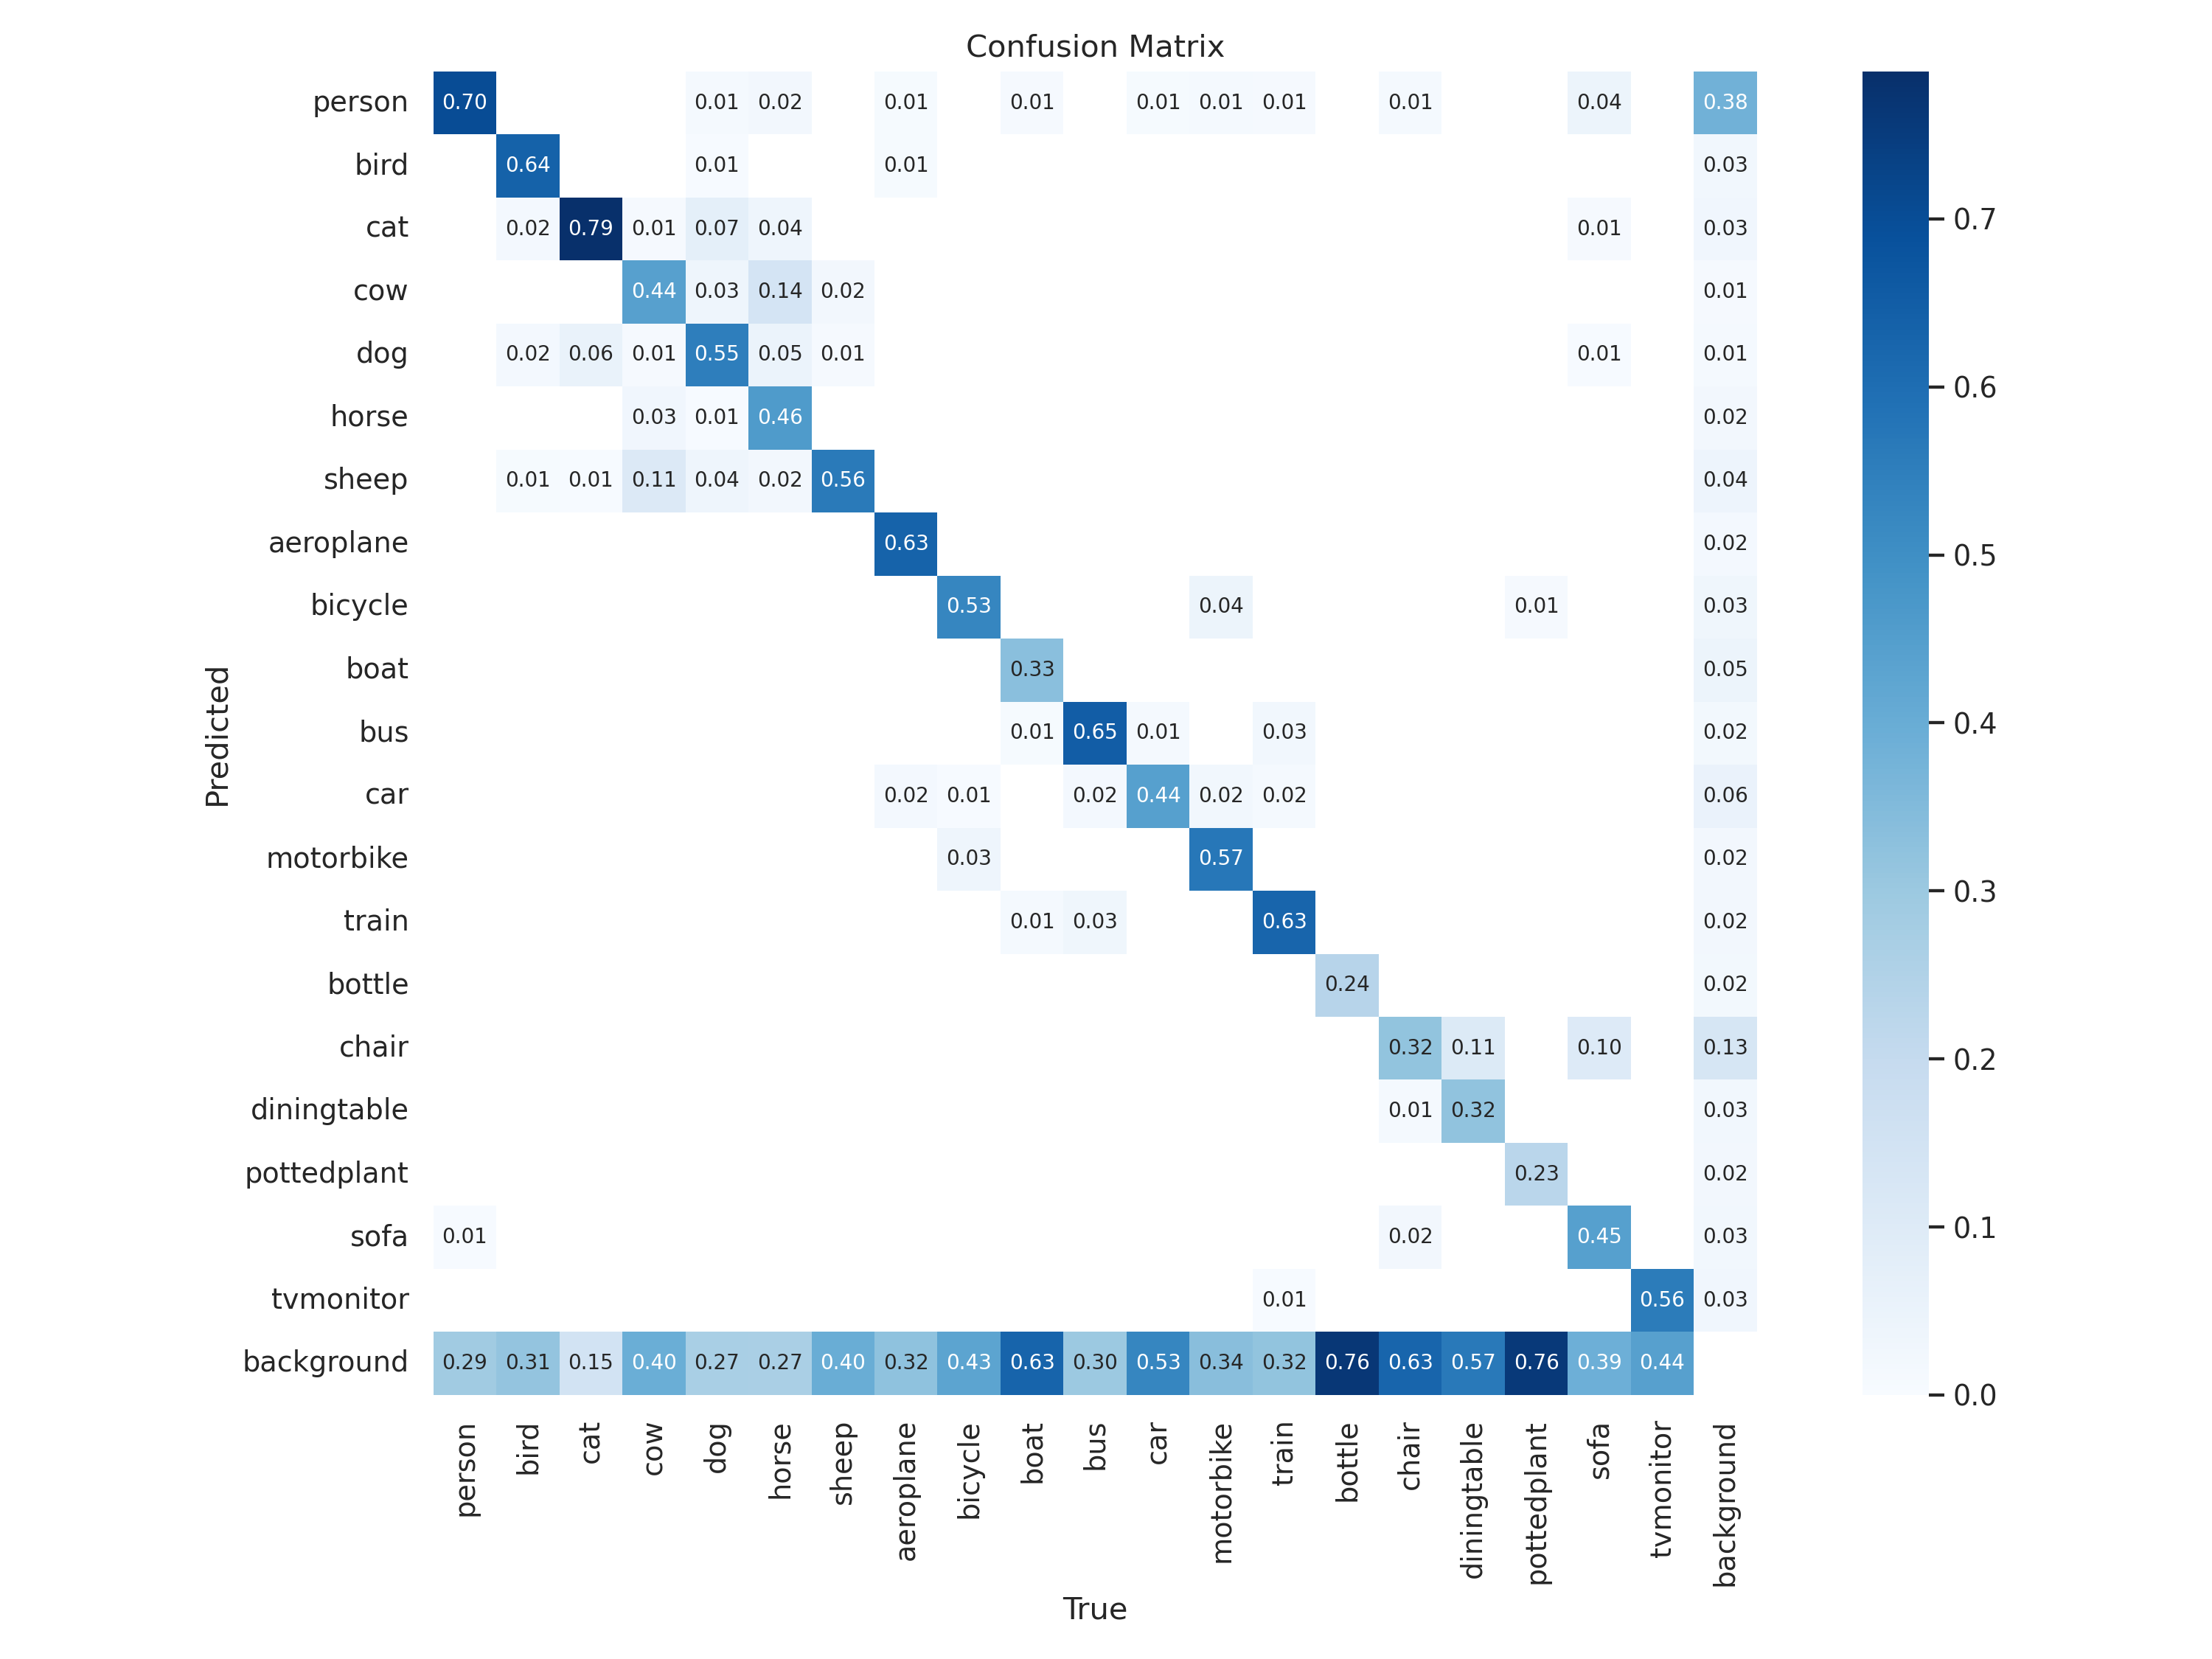 Confusion Matrix
person 0.70 0.01 0.02 0.01 0.01 0.01 0.01 0.01 0.01 0.04 0.38
bird 0.64 0.01 0.01 0.03
cat 0.02 0.79 0.01 0.07 0.04 0.01 0.03
0.7
cow 0.44 0.03 0.14 0.02 0.01
dog 0.02 0.06 0.01 0.55 0.05 0.01 0.01 0.01
0.6
horse 0.03 0.01 0.46 0.02
sheep 0.01 0.01 0.11 0.04 0.02 0.56 0.04
aeroplane 0.63 0.02
0.5
bicycle 0.53 0.04 0.01 0.03
boat 0.33 0.05
bus 0.01 0.65 0.01 0.03 0.02
0.4
Predicted
car 0.02 0.01 0.02 0.44 0.02 0.02 0.06
motorbike 0.03 0.57 0.02
0.3
train 0.01 0.03 0.63 0.02
bottle 0.24 0.02
chair 0.32 0.11 0.10 0.13
0.2
diningtable 0.01 0.32 0.03
pottedplant 0.23 0.02
sofa 0.01 0.02 0.45 0.03
0.1
tvmonitor 0.01 0.56 0.03
background 0.29 0.31 0.15 0.40 0.27 0.27 0.40 0.32 0.43 0.63 0.30 0.53 0.34 0.32 0.76 0.63 0.57 0.76 0.39 0.44
0.0
person bird cat cow dog horse sheep aeroplane bicycle boat bus car motorbike train bottle chair diningtable pottedplant sofa tvmonitor background
True